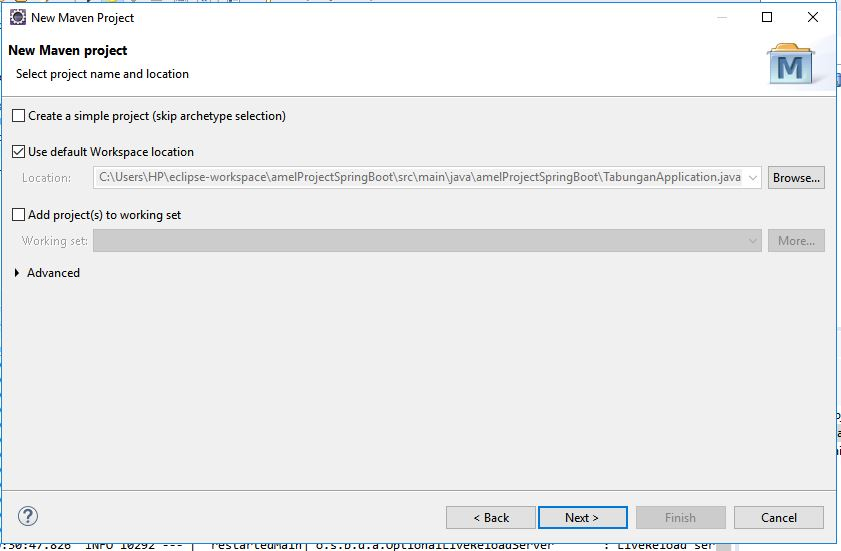 New Maven Project
New Maven project
Select project name and location
M
Create a simple project (skip archetype selection)
Use default Workspace location
Location: C:\Users\HP\eclipse-workspace\amelProjectSpringBoot\src\main\java\amelProjectSpringBoot\TabunganApplication.java Browse...
Add project(s) to working set
Working set: More...
Advanced
? < Back Next > Finish Cancel
:30:47.826 INFO 10292 --- | restartedMain| o.s.b.d.a.OptionalLiveReloadServer : LiveReload ser